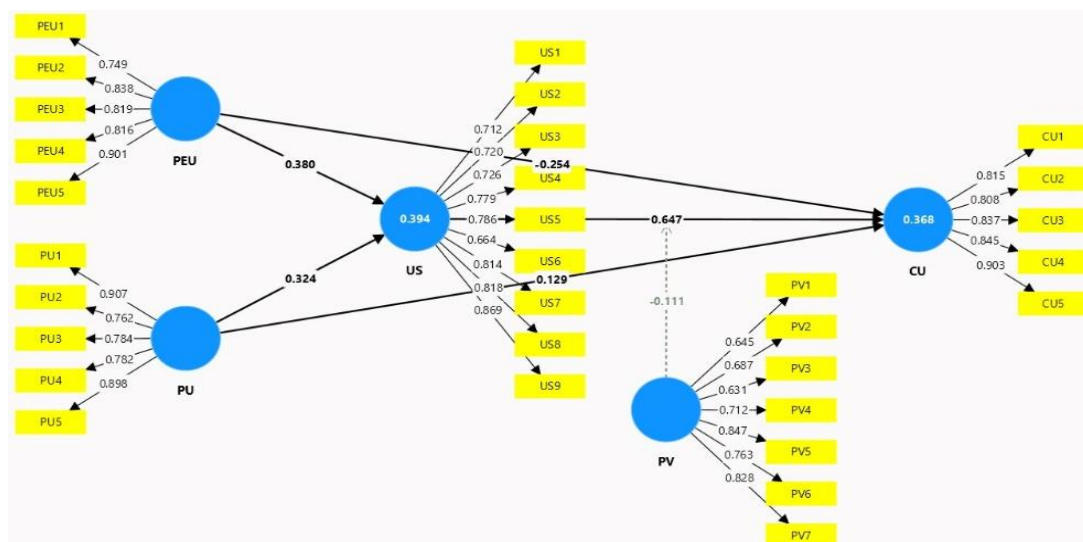 PEU1
PEU2
PEU3
PEU4
PEU5
0.749
0.838
0.819
0.816
0.901
PEU
0.380
-0.254
PU1
PU2
PU3
PU4
PU5
0.907
0.762
0.784
0.782
0.898
PU
0.324
0.129
0.394
US
US1
US2
US3
US4
US5
US6
US7
US8
US9
0.712
0.720
0.726
0.779
0.786
0.664
0.814
0.818
0.869
0.647
-0.111
PV
PV1
PV2
PV3
PV4
PV5
PV6
PV7
0.645
0.687
0.631
0.712
0.847
0.763
0.828
0.368
CU
CU1
CU2
CU3
CU4
CU5
0.815
0.808
0.837
0.845
0.903